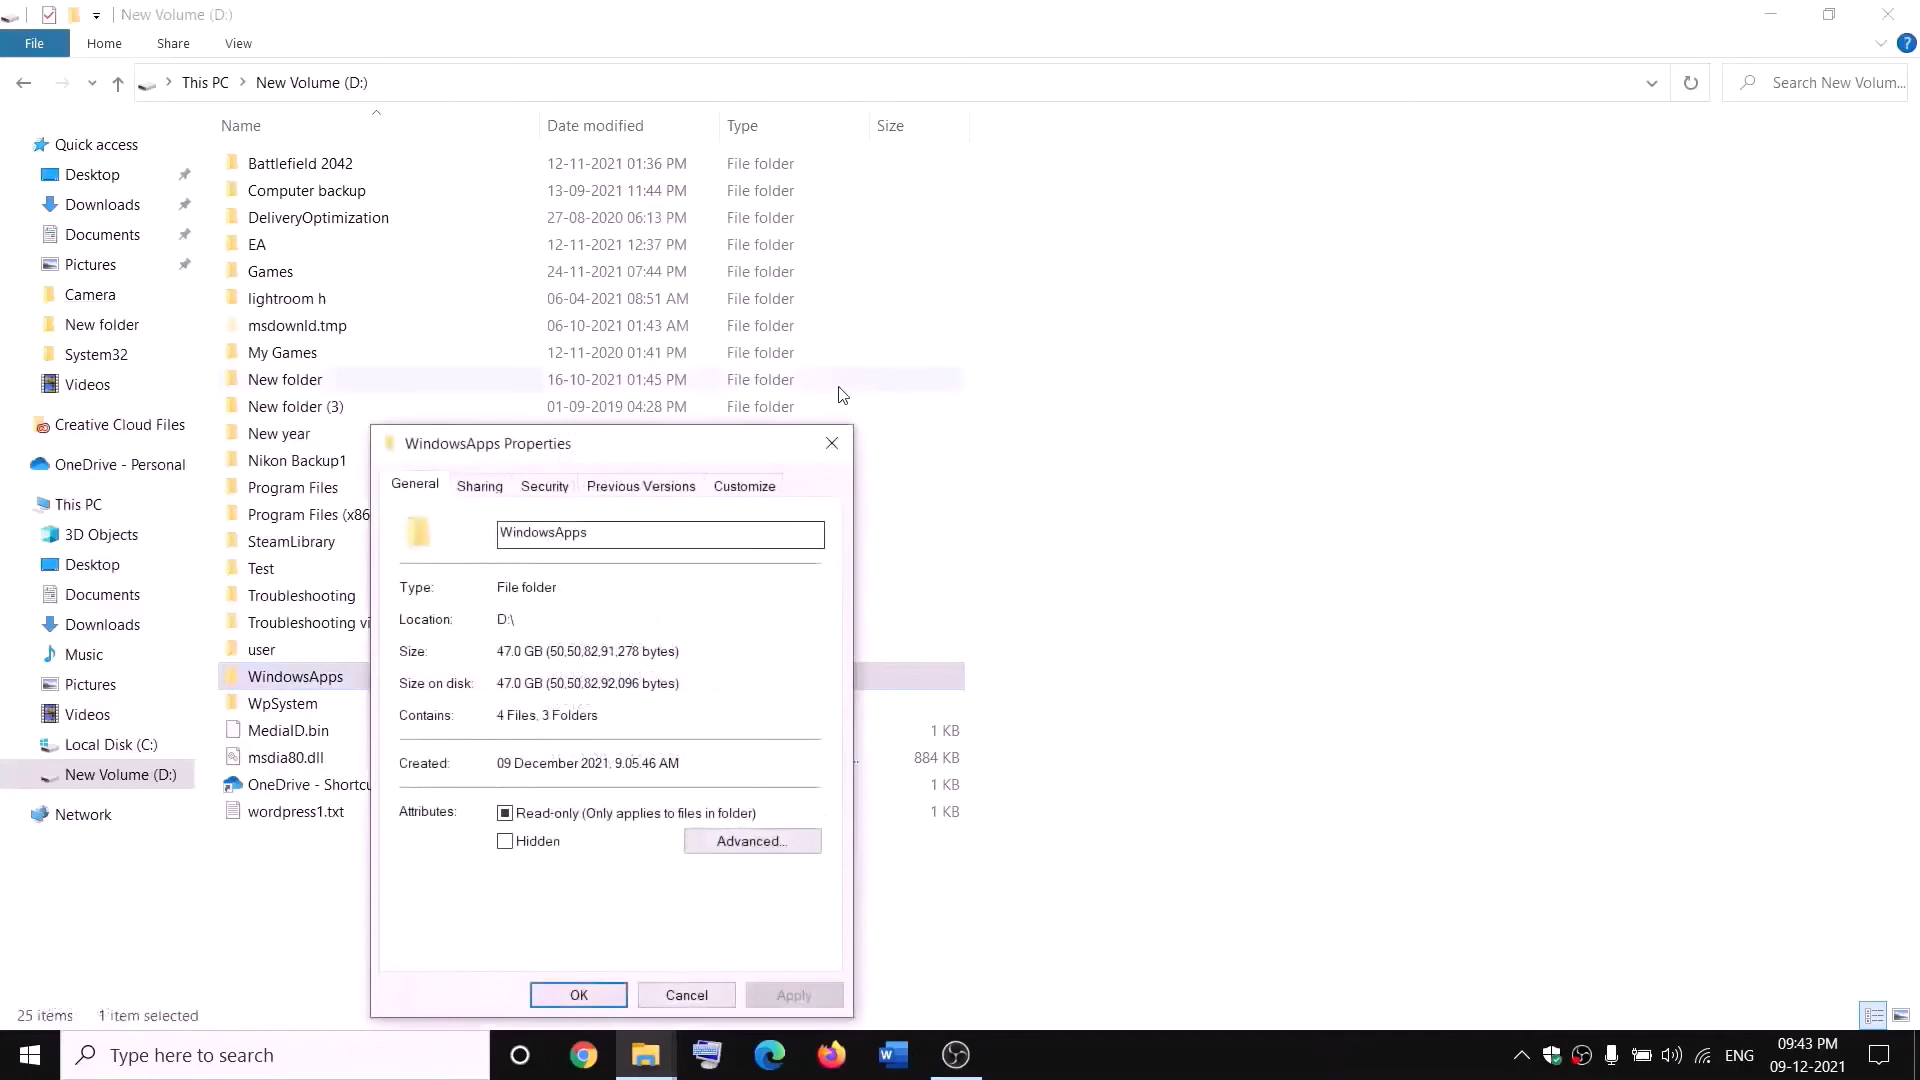 New Volume (D:)
File Home Share View
This PC New Volume (D:)
Search New Volum...
Name Date modified Type Size
Quick access
Desktop
Downloads
Documents
Pictures
Camera
New folder
System32
Videos
Creative Cloud Files
OneDrive - Personal
This PC
3D Objects
Desktop
Documents
Downloads
Music
Pictures
Videos
Local Disk (C:)
New Volume (D:)
Network
Battlefield 2042 12-11-2021 01:36 PM File folder
Computer backup 13-09-2021 11:44 PM File folder
DeliveryOptimization 27-08-2020 06:13 PM File folder
EA 12-11-2021 12:37 PM File folder
Games 24-11-2021 07:44 PM File folder
lightroom h 06-04-2021 08:51 AM File folder
msdownld.tmp 06-10-2021 01:43 AM File folder
My Games 12-11-2020 01:41 PM File folder
New folder 16-10-2021 01:45 PM File folder
New folder (3) 01-09-2019 04:28 PM File folder
New year
Nikon Backup1
Program Files
Program Files (x86
SteamLibrary
Test
Troubleshooting
Troubleshooting vi
user
WindowsApps
WpSystem
MediaID.bin 1 KB
msdia80.dll 884 KB
OneDrive - Shortcu 1 KB
wordpress1.txt 1 KB
WindowsApps Properties
General Sharing Security Previous Versions Customize
WindowsApps
Type: File folder
Location: D:\
Size: 47.0 GB (50,50,82,91,278 bytes)
Size on disk: 47.0 GB (50,50,82,92,096 bytes)
Contains: 4 Files, 3 Folders
Created: 09 December 2021, 9.05.46 AM
Attributes: Read-only (Only applies to files in folder)
Hidden Advanced...
OK Cancel Apply
25 items 1 item selected
Type here to search
ENG
09:43 PM
09-12-2021